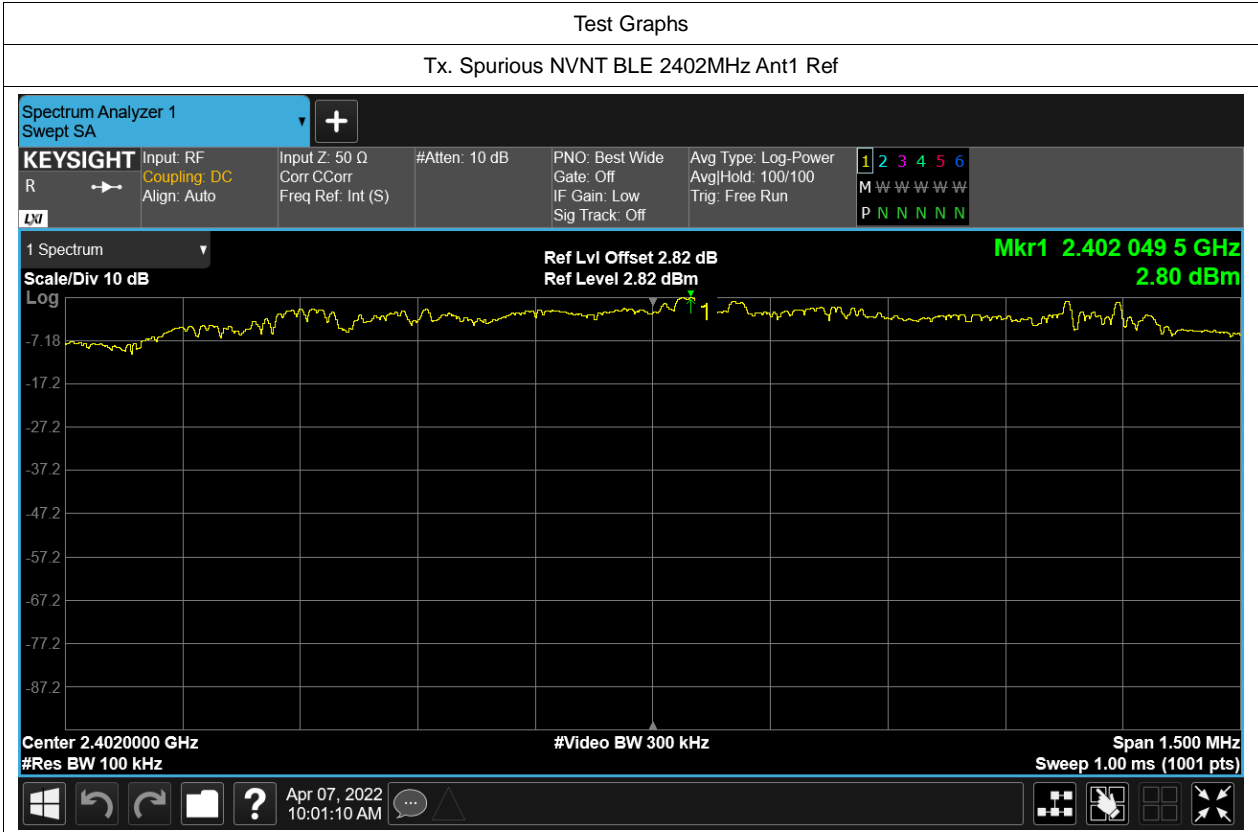 Test Graphs
Tx. Spurious NVNT BLE 2402MHz Ant1 Ref
Spectrum Analyzer 1
Swept SA
+
KEYSIGHT
R
LXI
Input: RF
Coupling: DC
Align: Auto
Input Z: 50 Ω
Corr CCorr
Freq Ref: Int (S)
#Atten: 10 dB
PNO: Best Wide
Gate: Off
IF Gain: Low
Sig Track: Off
Avg Type: Log-Power
Avg|Hold: 100/100
Trig: Free Run
1 2 3 4 5 6
M W W W W W
P N N N N N
1 Spectrum
Scale/Div 10 dB
Ref Lvl Offset 2.82 dB
Ref Level 2.82 dBm
Mkr1 2.402 049 5 GHz
2.80 dBm
Log
1
-7.18
-17.2
-27.2
-37.2
-47.2
-57.2
-67.2
-77.2
-87.2
Center 2.4020000 GHz
#Video BW 300 kHz
Span 1.500 MHz
#Res BW 100 kHz
Sweep 1.00 ms (1001 pts)
?
Apr 07, 2022
10:01:10 AM